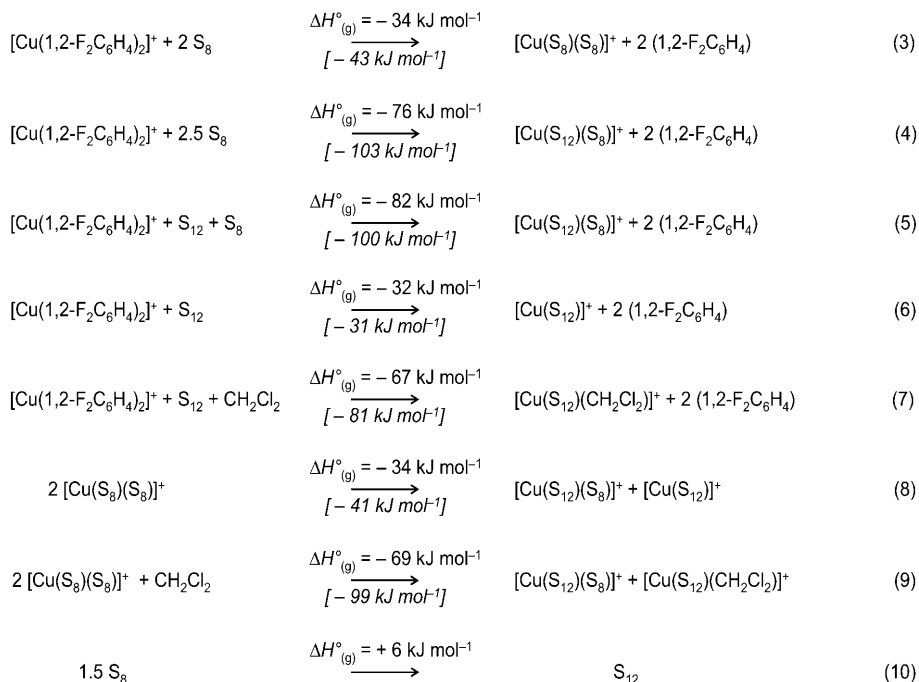 ΔH°(g) = – 34 kJ mol–1
[Cu(1,2-F2C6H4)2]+ + 2 S8 → [Cu(S8)(S8)]+ + 2 (1,2-F2C6H4) (3)
[– 43 kJ mol–1]
ΔH°(g) = – 76 kJ mol–1
[Cu(1,2-F2C6H4)2]+ + 2.5 S8 → [Cu(S12)(S8)]+ + 2 (1,2-F2C6H4) (4)
[– 103 kJ mol–1]
ΔH°(g) = – 82 kJ mol–1
[Cu(1,2-F2C6H4)2]+ + S12 + S8 → [Cu(S12)(S8)]+ + 2 (1,2-F2C6H4) (5)
[– 100 kJ mol–1]
ΔH°(g) = – 32 kJ mol–1
[Cu(1,2-F2C6H4)2]+ + S12 → [Cu(S12)]+ + 2 (1,2-F2C6H4) (6)
[– 31 kJ mol–1]
ΔH°(g) = – 67 kJ mol–1
[Cu(1,2-F2C6H4)2]+ + S12 + CH2Cl2 → [Cu(S12)(CH2Cl2)]+ + 2 (1,2-F2C6H4) (7)
[– 81 kJ mol–1]
ΔH°(g) = – 34 kJ mol–1
2 [Cu(S8)(S8)]+ → [Cu(S12)(S8)]+ + [Cu(S12)]+ (8)
[– 41 kJ mol–1]
ΔH°(g) = – 69 kJ mol–1
2 [Cu(S8)(S8)]+ + CH2Cl2 → [Cu(S12)(S8)]+ + [Cu(S12)(CH2Cl2)]+ (9)
[– 99 kJ mol–1]
ΔH°(g) = + 6 kJ mol–1
1.5 S8 → S12 (10)